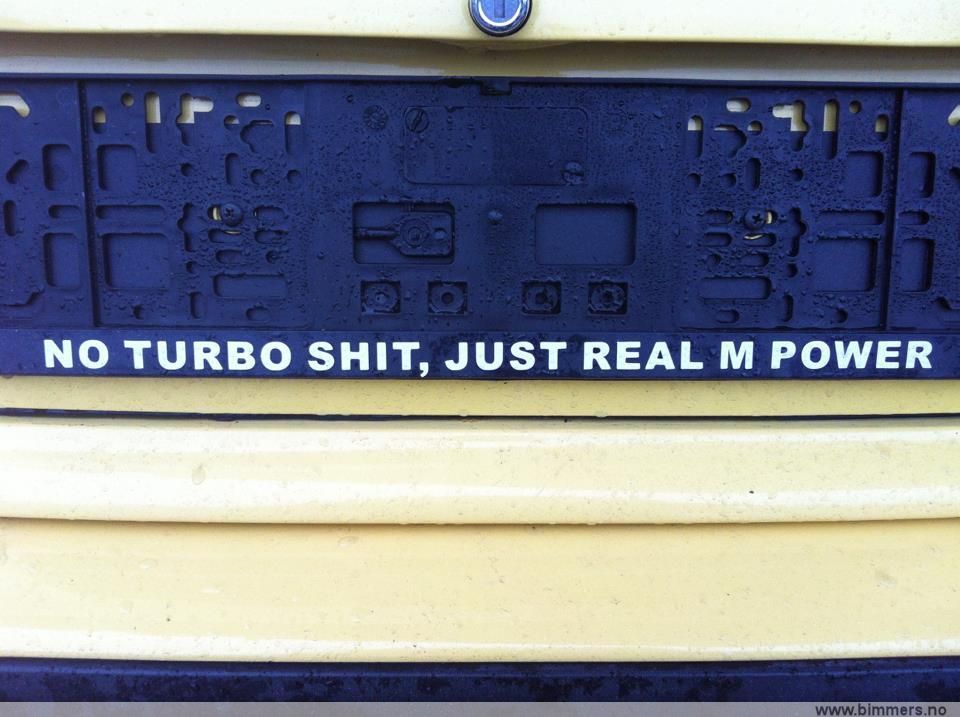 NO TURBO SHIT, JUST REAL M POWER
www.bimmers.no